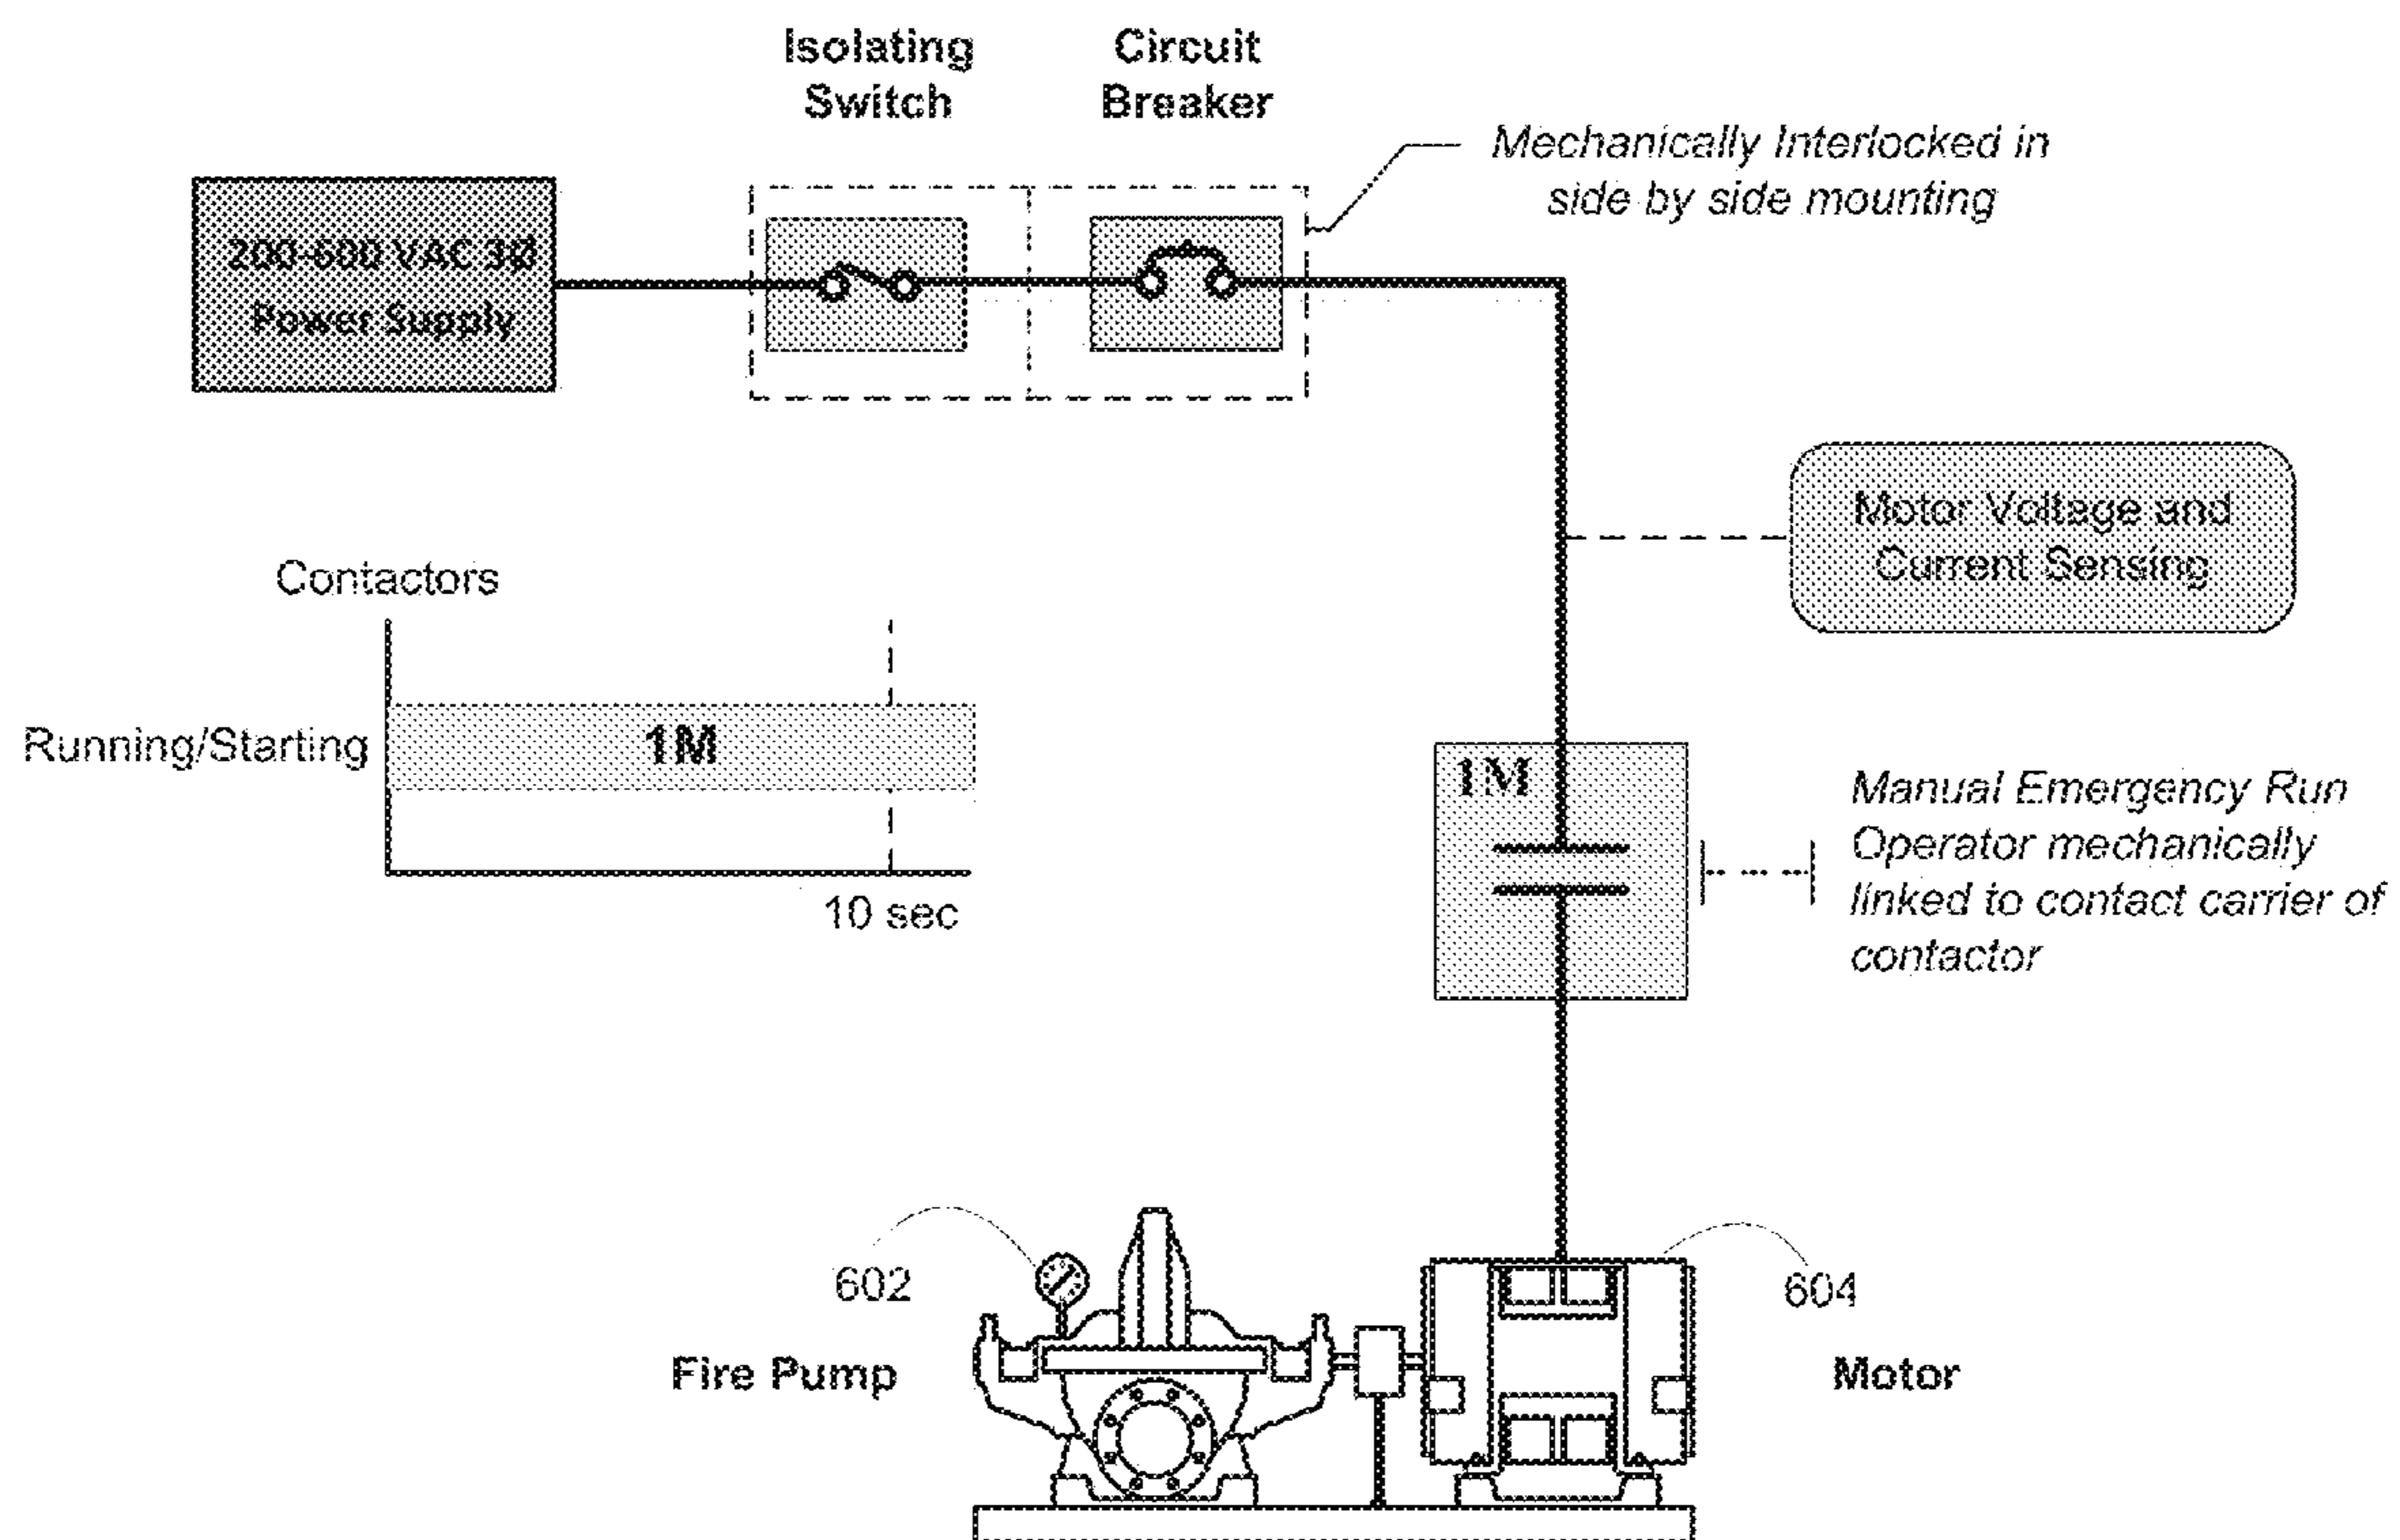 Isolating
Switch
Circuit
Breaker
Mechanically Interlocked in
side by side mounting
200-600 VAC 3Ø
Power Supply
Motor Voltage and
Current Sensing
Contactors
Running/Starting
1M
10 sec
1M
Manual Emergency Run
Operator mechanically
linked to contact carrier of
contactor
602
604
Fire Pump
Motor